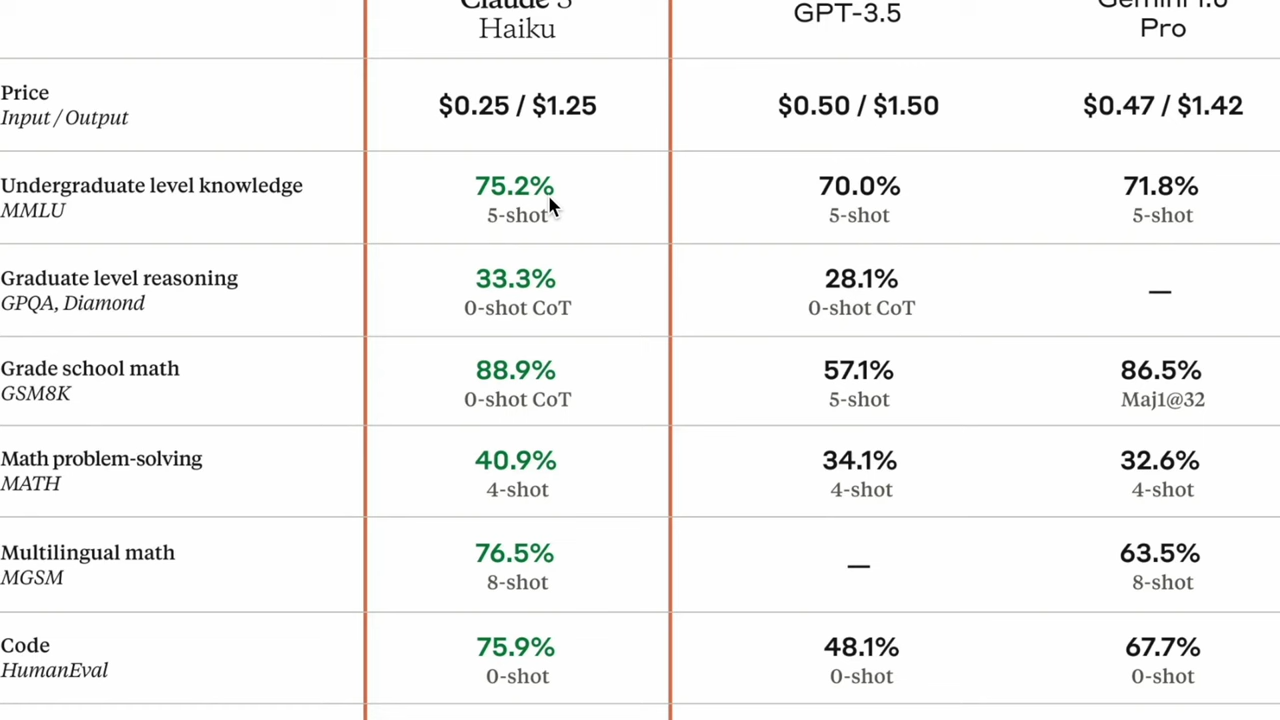 Claude 3
Haiku
GPT-3.5
Gemini 1.0
Pro
Price
Input / Output
$0.25 / $1.25
$0.50 / $1.50
$0.47 / $1.42
Undergraduate level knowledge
MMLU
75.2%
5-shot
70.0%
5-shot
71.8%
5-shot
Graduate level reasoning
GPQA, Diamond
33.3%
0-shot CoT
28.1%
0-shot CoT
—
Grade school math
GSM8K
88.9%
0-shot CoT
57.1%
5-shot
86.5%
Maj1@32
Math problem-solving
MATH
40.9%
4-shot
34.1%
4-shot
32.6%
4-shot
Multilingual math
MGSM
76.5%
8-shot
—
63.5%
8-shot
Code
HumanEval
75.9%
0-shot
48.1%
0-shot
67.7%
0-shot